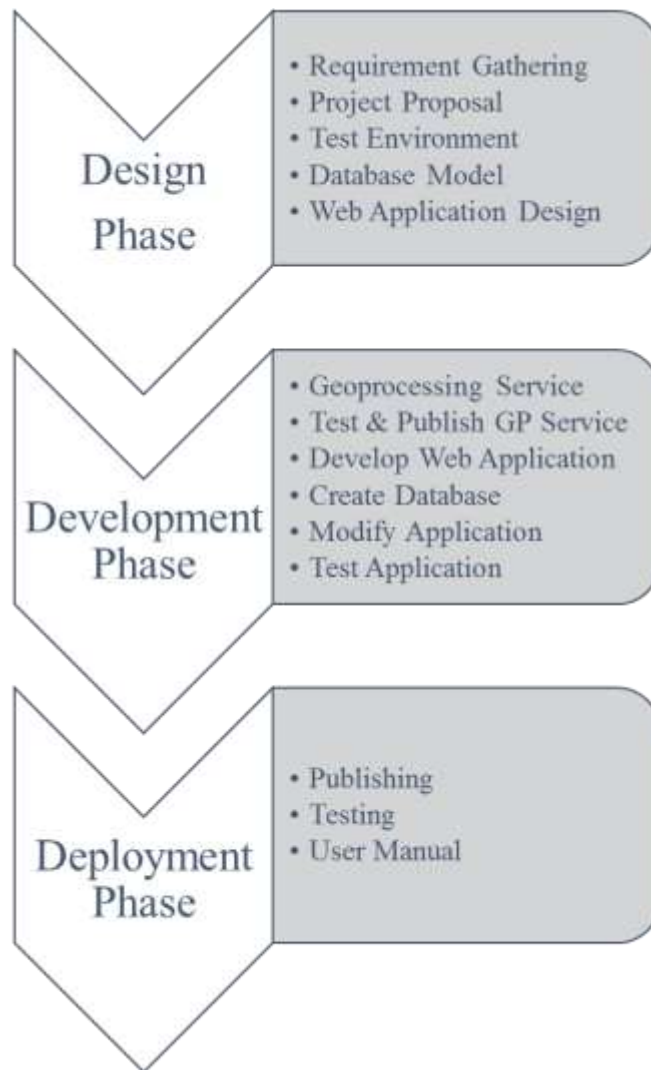 Design
Phase
• Requirement Gathering
• Project Proposal
• Test Environment
• Database Model
• Web Application Design
Development
Phase
• Geoprocessing Service
• Test & Publish GP Service
• Develop Web Application
• Create Database
• Modify Application
• Test Application
Deployment
Phase
• Publishing
• Testing
• User Manual